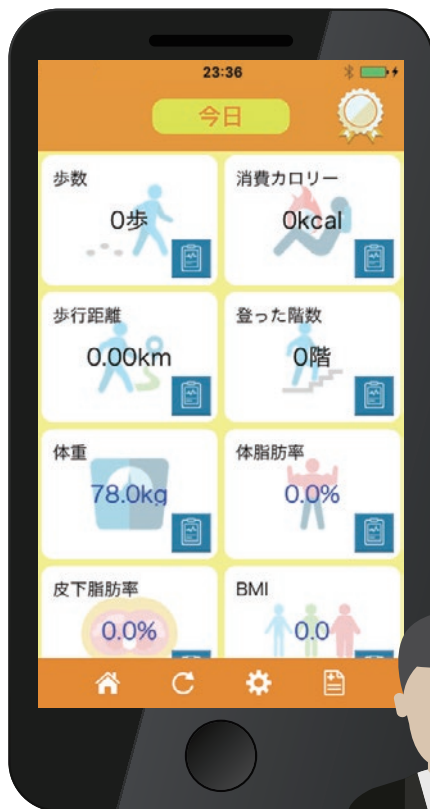 23:36
今日
歩数
0歩
消費カロリー
0kcal
歩行距離
0.00km
登った階数
0階
体重
78.0kg
体脂肪率
0.0%
皮下脂肪率
0.0%
BMI
0.0